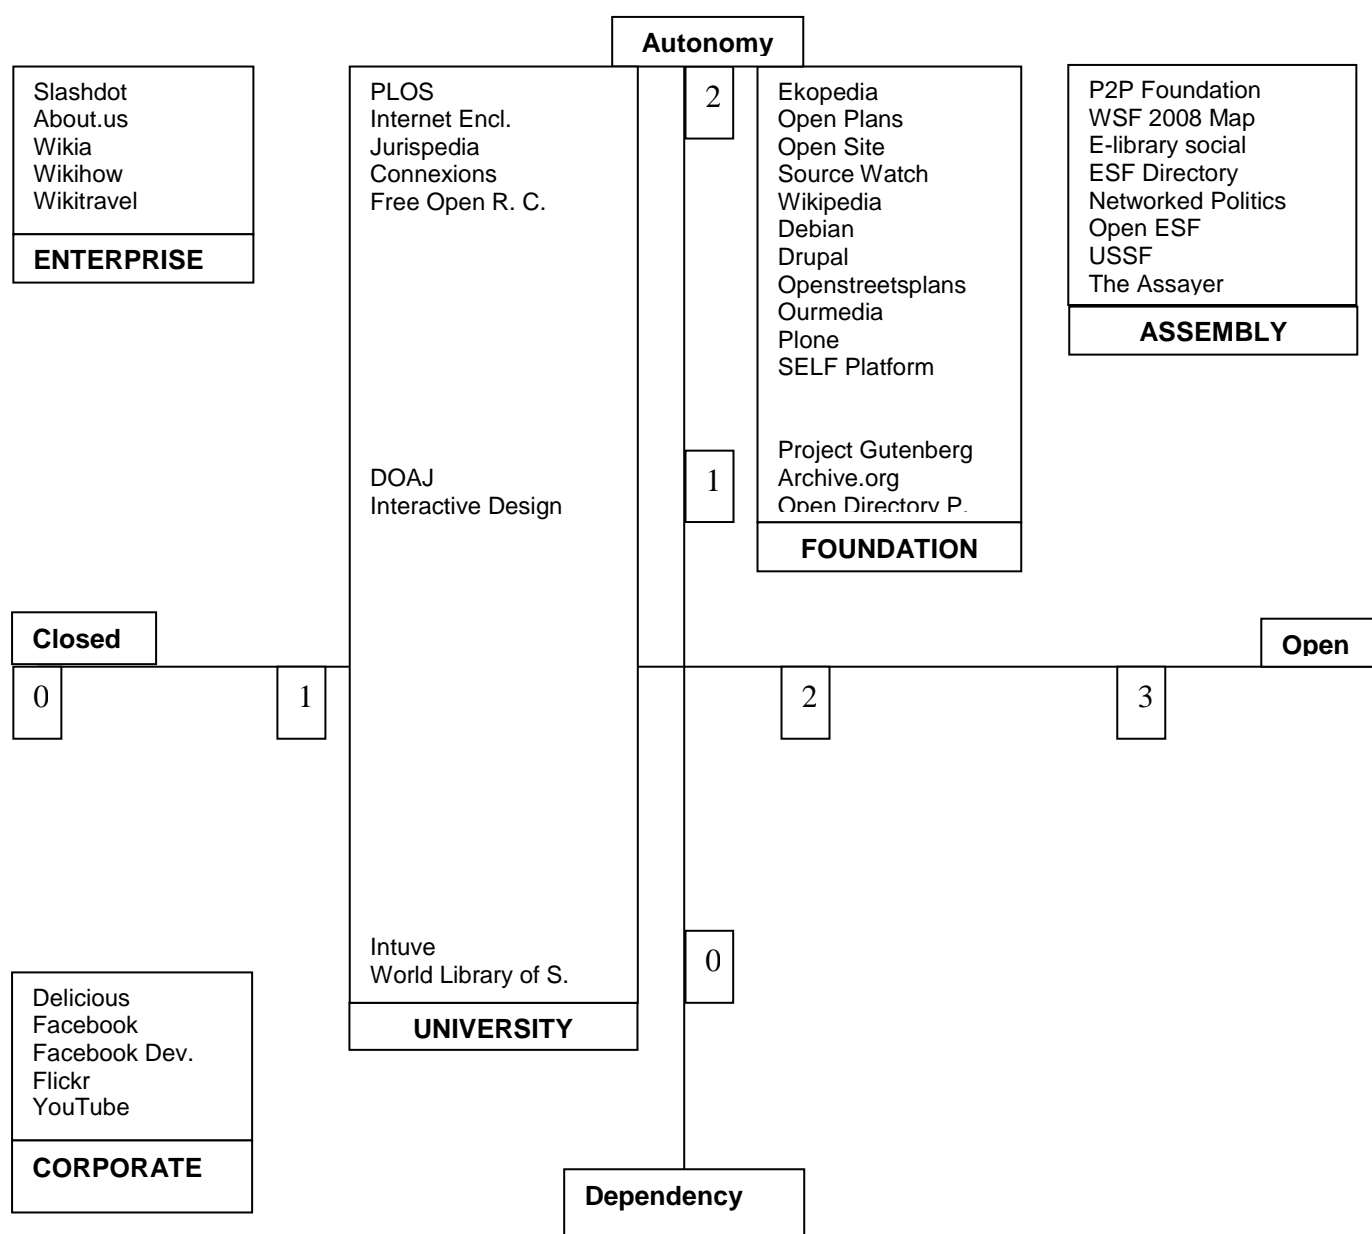 Autonomy
Slashdot
About.us
Wikia
Wikihow
Wikitravel
ENTERPRISE
PLOS
Internet Encl.
Jurispedia
Connexions
Free Open R. C.
DOAJ
Interactive Design
Intuve
World Library of S.
UNIVERSITY
2
1
0
Ekopedia
Open Plans
Open Site
Source Watch
Wikipedia
Debian
Drupal
Openstreetsplans
Ourmedia
Plone
SELF Platform
Project Gutenberg
Archive.org
Open Directory P.
FOUNDATION
P2P Foundation
WSF 2008 Map
E-library social
ESF Directory
Networked Politics
Open ESF
USSF
The Assayer
ASSEMBLY
Closed
Open
0
1
2
3
Delicious
Facebook
Facebook Dev.
Flickr
YouTube
CORPORATE
Dependency